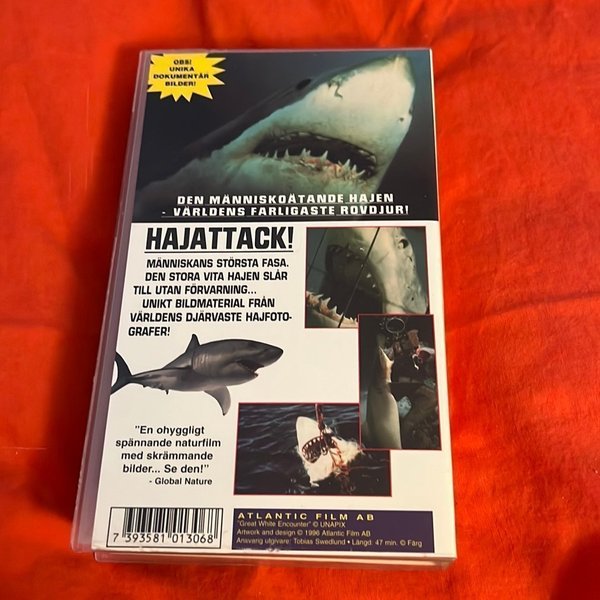 OBS!
UNIKA
DOKUMENTÄR
BILDER!
DEN MÄNNISKOÄTANDE HAJEN
- VÄRLDENS FARLIGASTE ROVDJUR!
HAJATTACK!
MÄNNISKANS STÖRSTA FASA.
DEN STORA VITA HAJEN SLÅR
TILL UTAN FÖRVARNING...
UNIKT BILDMATERIAL FRÅN
VÄRLDENS DJÄRVASTE HAJFOTO-
GRAFER!
"En ohyggligt
spännande naturfilm
med skrämmande
bilder... Se den!"
- Global Nature
ATLANTIC FILM AB
"Great White Encounter" © UNAPIX
Artwork and design © 1996 Atlantic Film AB
Ansvarig utgivare: Tobias Swedlund • Längd: 47 min. © Färg
7 393581 013068